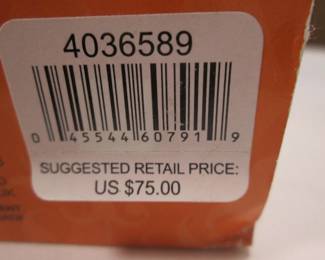 4036589
0 45544 60791 9
SUGGESTED RETAIL PRICE:
US $75.00